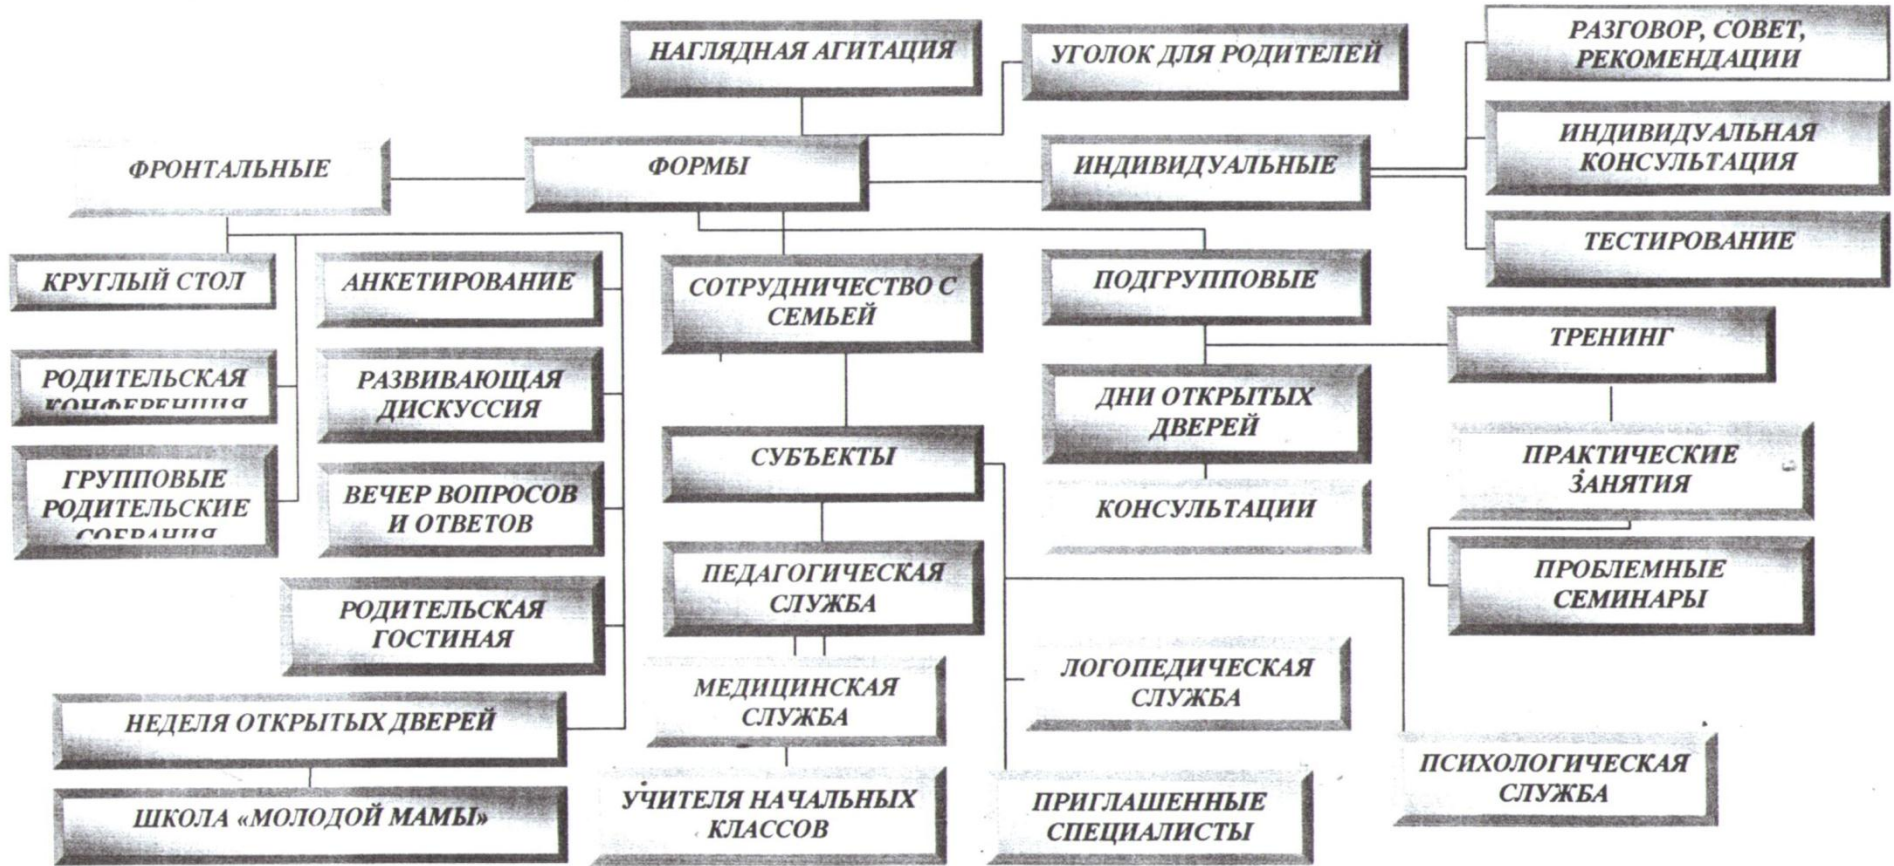 НАГЛЯДНАЯ АГИТАЦИЯ
УГОЛОК ДЛЯ РОДИТЕЛЕЙ
РАЗГОВОР, СОВЕТ,
РЕКОМЕНДАЦИИ
ФРОНТАЛЬНЫЕ
ФОРМЫ
ИНДИВИДУАЛЬНЫЕ
ИНДИВИДУАЛЬНАЯ
КОНСУЛЬТАЦИЯ
ТЕСТИРОВАНИЕ
КРУГЛЫЙ СТОЛ
АНКЕТИРОВАНИЕ
СОТРУДНИЧЕСТВО С
СЕМЬЕЙ
ПОДГРУППОВЫЕ
ТРЕНИНГ
РОДИТЕЛЬСКАЯ
КОНФЕРЕНЦИЯ
РАЗВИВАЮЩАЯ
ДИСКУССИЯ
ДНИ ОТКРЫТЫХ
ДВЕРЕЙ
СУБЪЕКТЫ
ПРАКТИЧЕСКИЕ
ЗАНЯТИЯ
ГРУППОВЫЕ
РОДИТЕЛЬСКИЕ
СОБРАНИЯ
ВЕЧЕР ВОПРОСОВ
И ОТВЕТОВ
КОНСУЛЬТАЦИИ
ПЕДАГОГИЧЕСКАЯ
СЛУЖБА
ПРОБЛЕМНЫЕ
СЕМИНАРЫ
РОДИТЕЛЬСКАЯ
ГОСТИНАЯ
МЕДИЦИНСКАЯ
СЛУЖБА
ЛОГОПЕДИЧЕСКАЯ
СЛУЖБА
НЕДЕЛЯ ОТКРЫТЫХ ДВЕРЕЙ
ПСИХОЛОГИЧЕСКАЯ
СЛУЖБА
ШКОЛА «МОЛОДОЙ МАМЫ»
УЧИТЕЛЯ НАЧАЛЬНЫХ
КЛАССОВ
ПРИГЛАШЕННЫЕ
СПЕЦИАЛИСТЫ